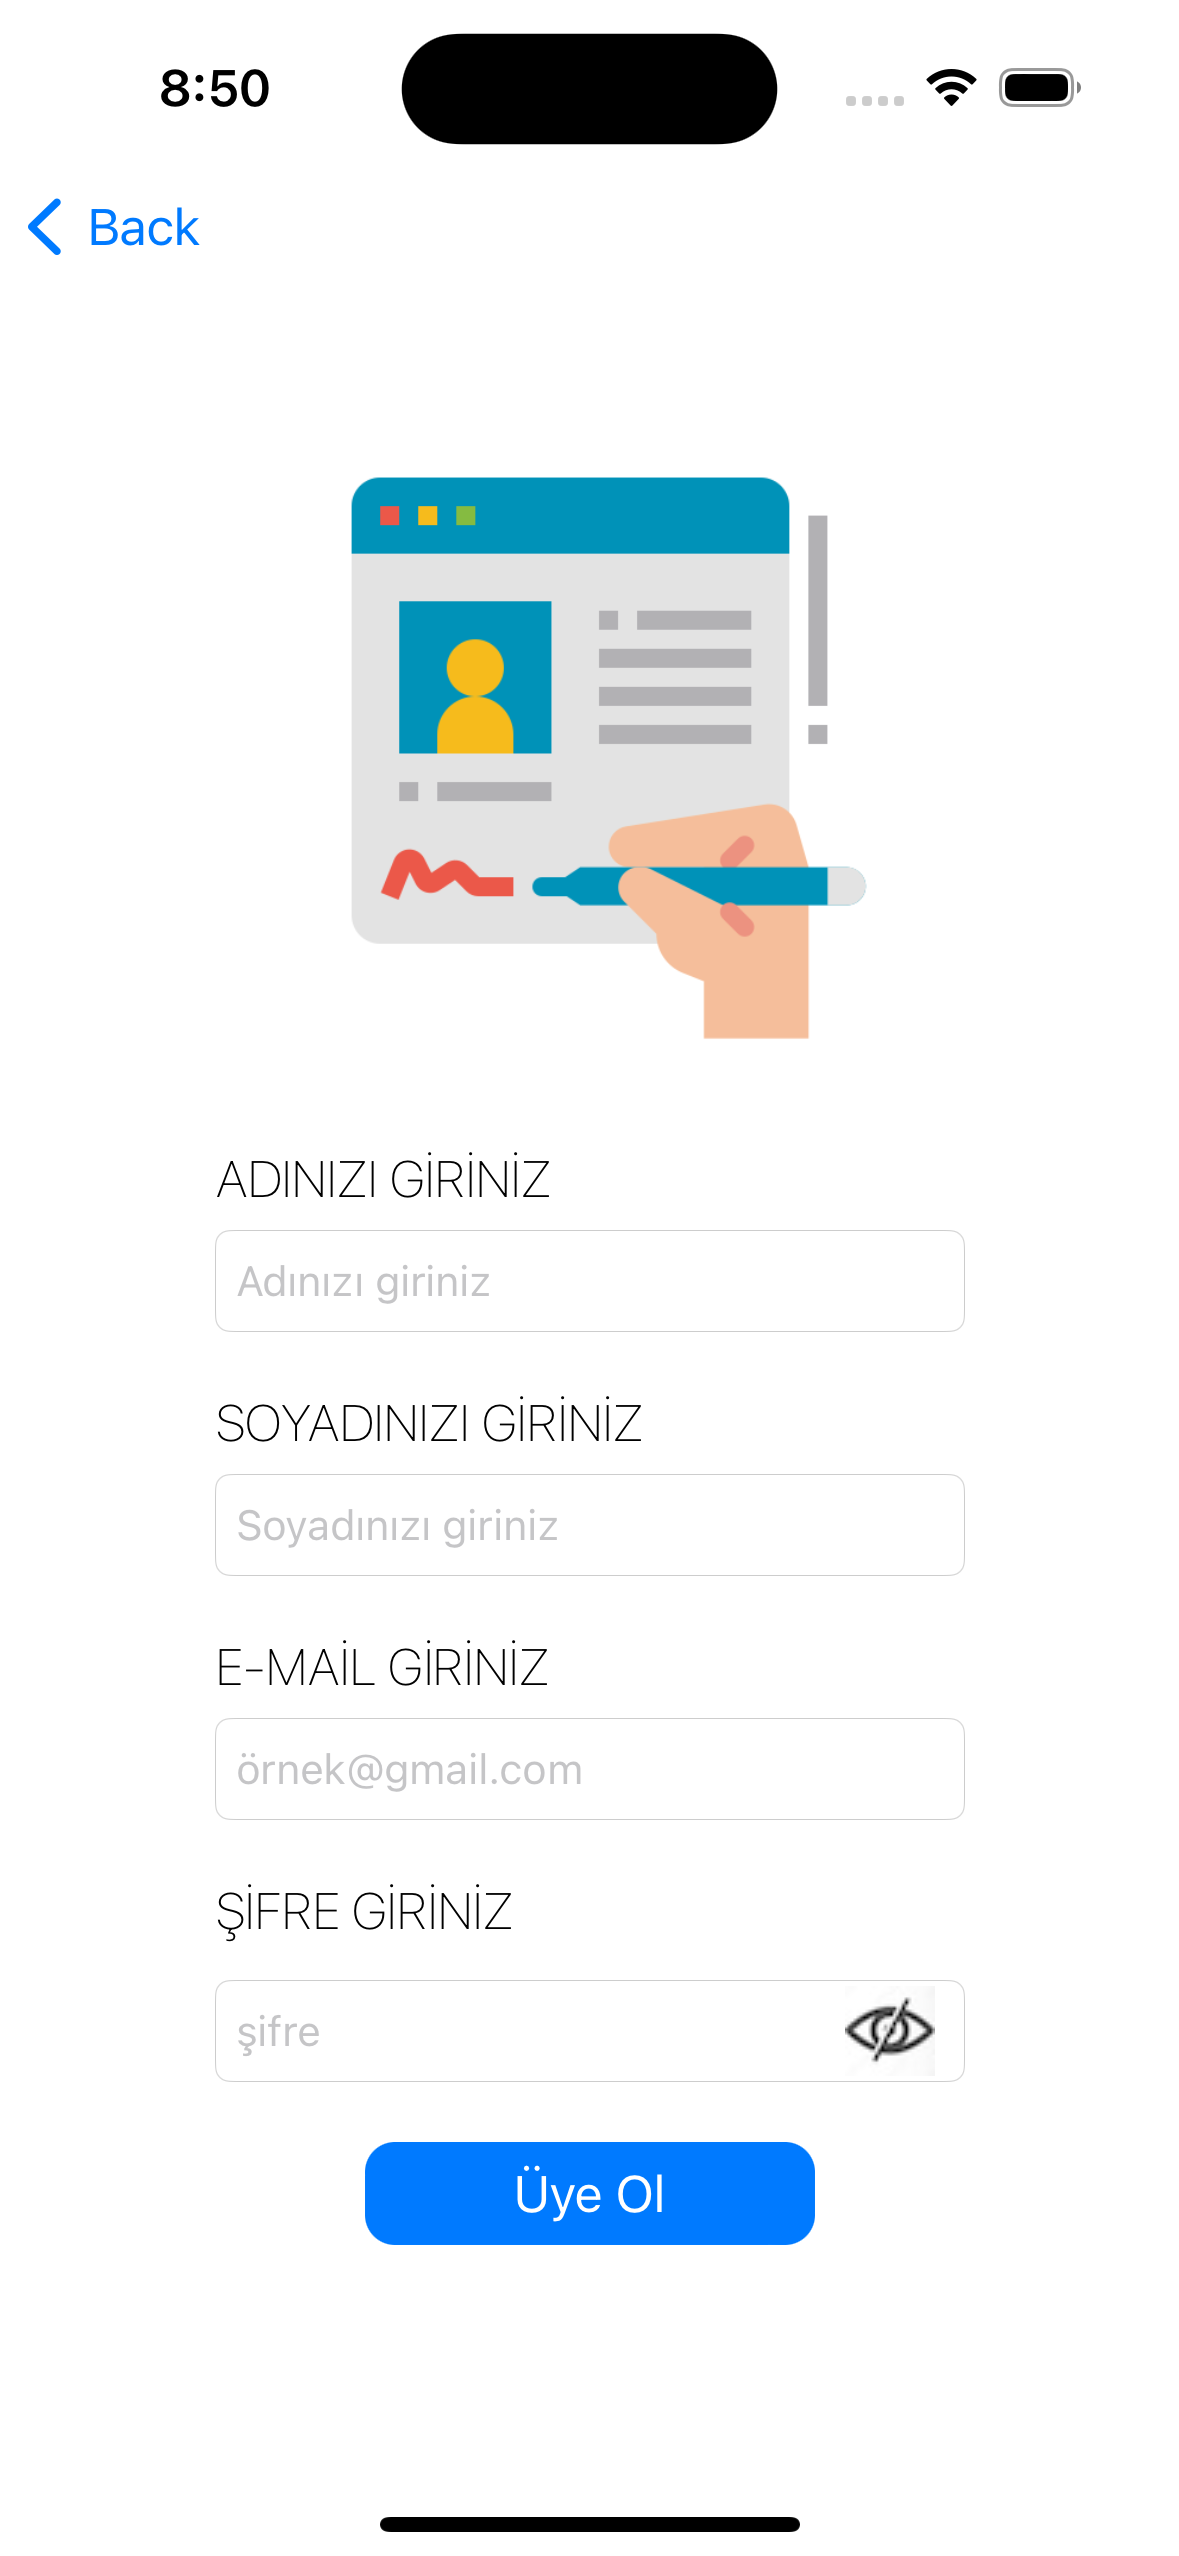 8:50
Back
ADINIZI GİRİNİZ
Adınızı giriniz
SOYADINIZI GİRİNİZ
Soyadınızı giriniz
E-MAİL GİRİNİZ
örnek@gmail.com
ŞİFRE GİRİNİZ
şifre
Üye Ol